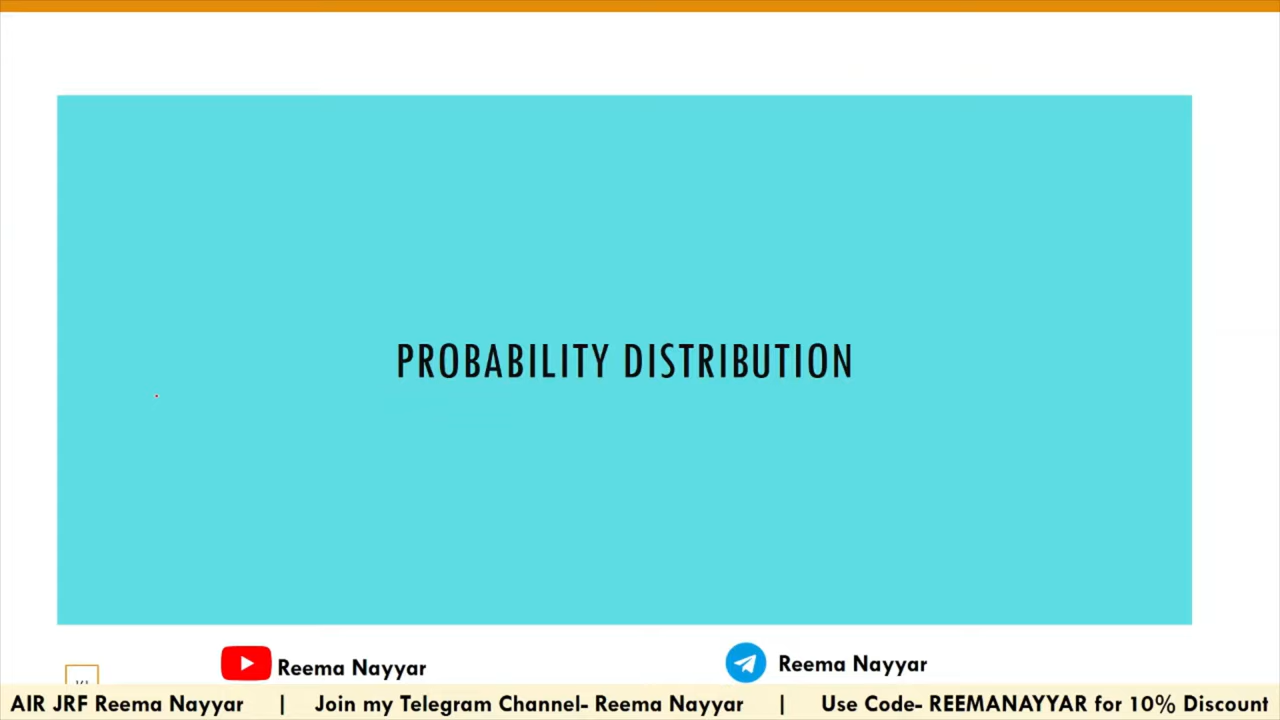 PROBABILITY DISTRIBUTION
Reema Nayyar
Reema Nayyar
AIR JRF Reema Nayyar | Join my Telegram Channel- Reema Nayyar | Use Code- REEMANAYYAR for 10% Discount